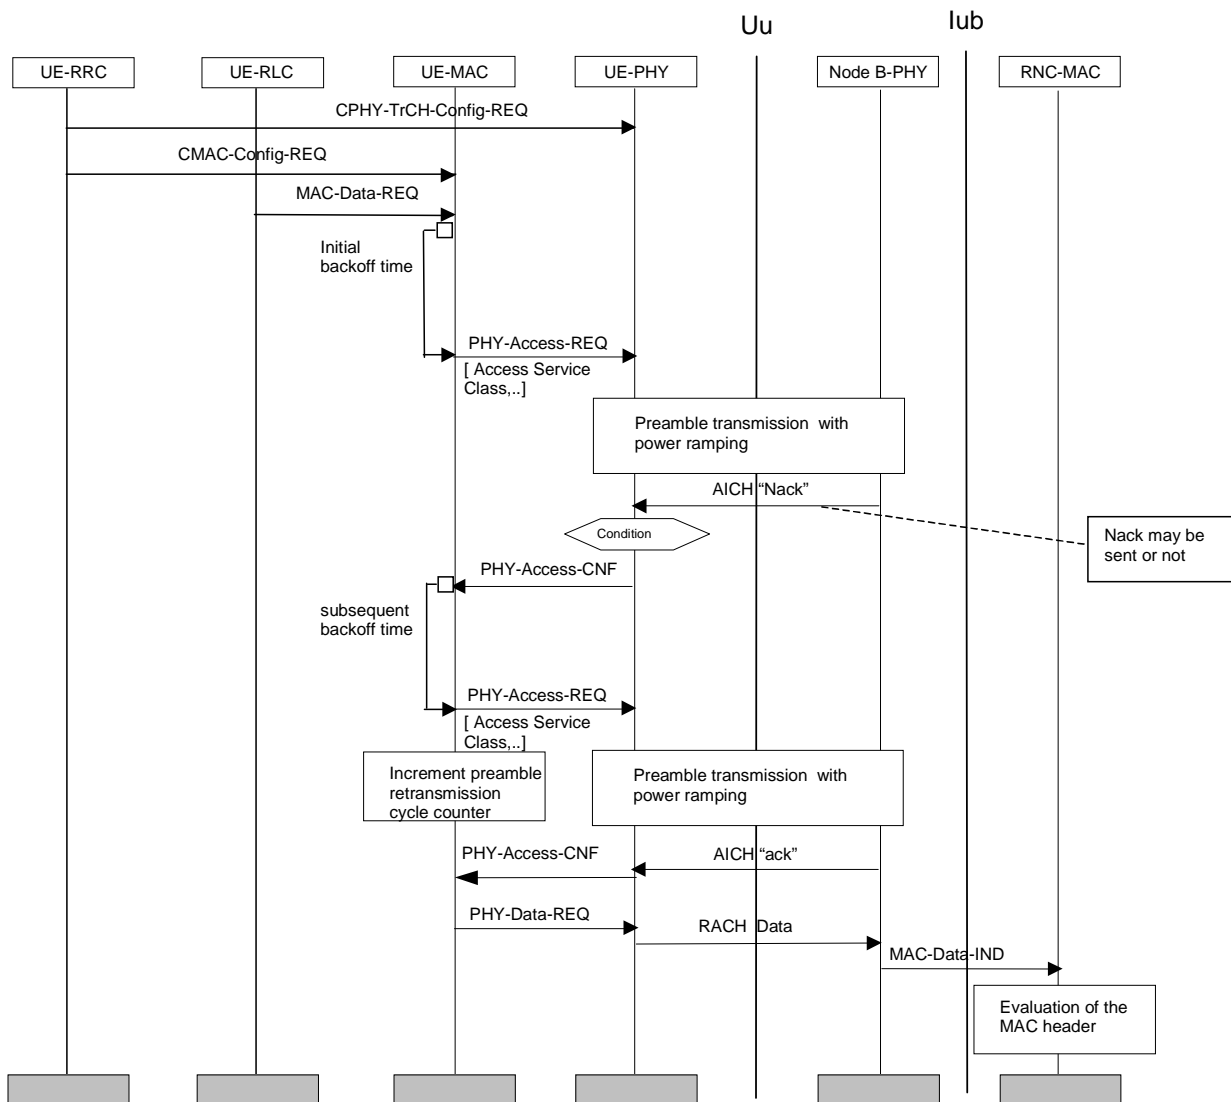 Uu
Iub
UE-RRC
UE-RLC
UE-MAC
UE-PHY
Node B-PHY
RNC-MAC
CPHY-TrCH-Config-REQ
CMAC-Config-REQ
MAC-Data-REQ
Initial
backoff time
PHY-Access-REQ
[ Access Service
Class,..]
Preamble transmission with
power ramping
AICH “Nack”
Condition
Nack may be
sent or not
PHY-Access-CNF
subsequent
backoff time
PHY-Access-REQ
[ Access Service
Class,..]
Increment preamble
retransmission
cycle counter
Preamble transmission with
power ramping
PHY-Access-CNF
AICH “ack”
PHY-Data-REQ
RACH Data
MAC-Data-IND
Evaluation of the
MAC header